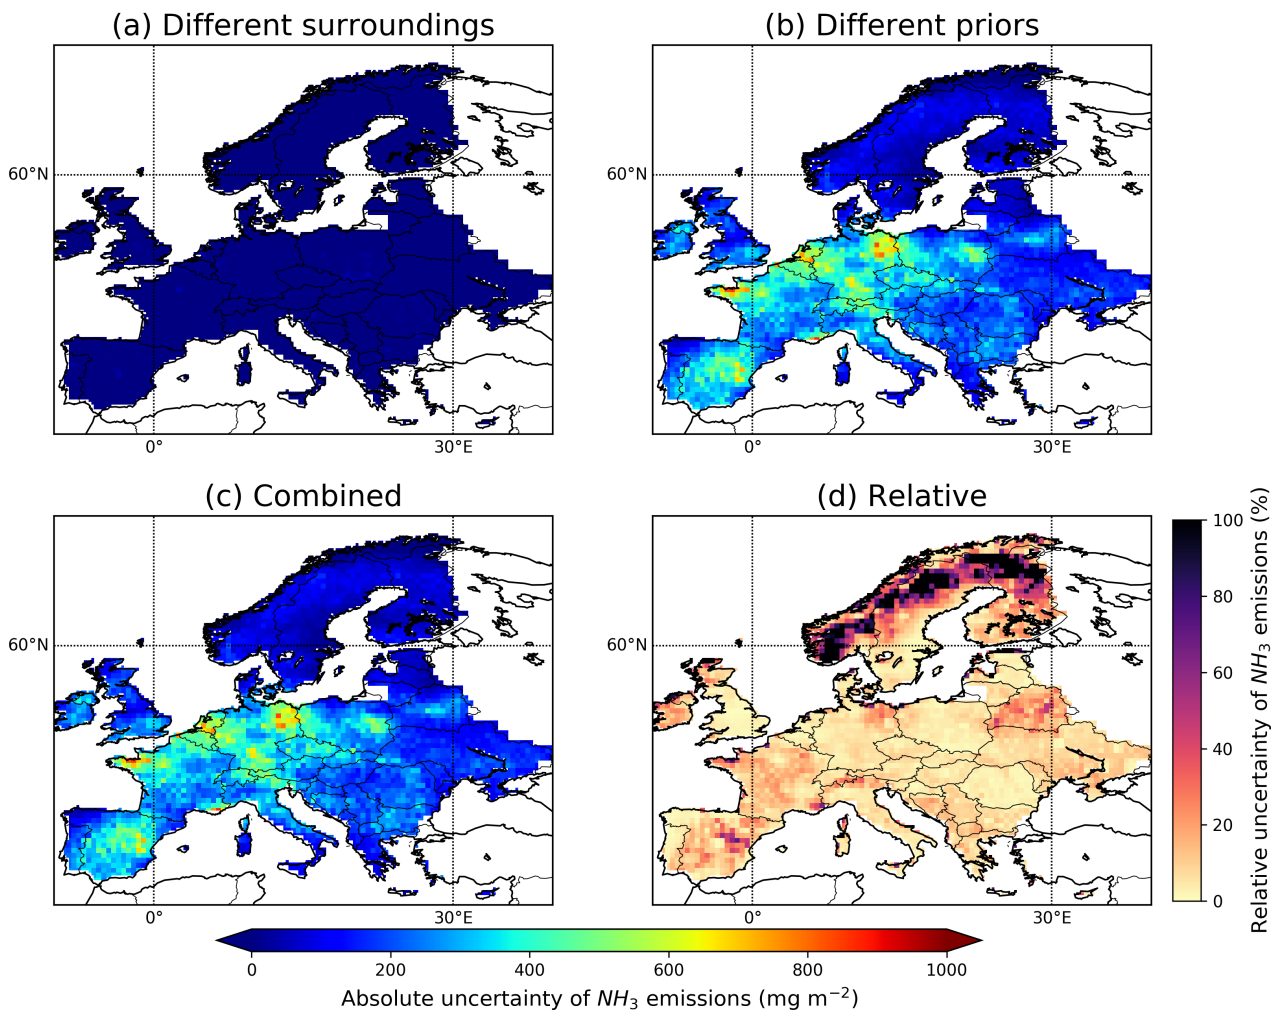 (a) Different surroundings
(b) Different priors
60°N
60°N
0°
30°E
0°
30°E
(c) Combined
(d) Relative
60°N
60°N
0°
30°E
0°
30°E
100
80
60
40
20
0
Relative uncertainty of NH₃ emissions (%)
0
200
400
600
800
1000
Absolute uncertainty of NH₃ emissions (mg m⁻²)